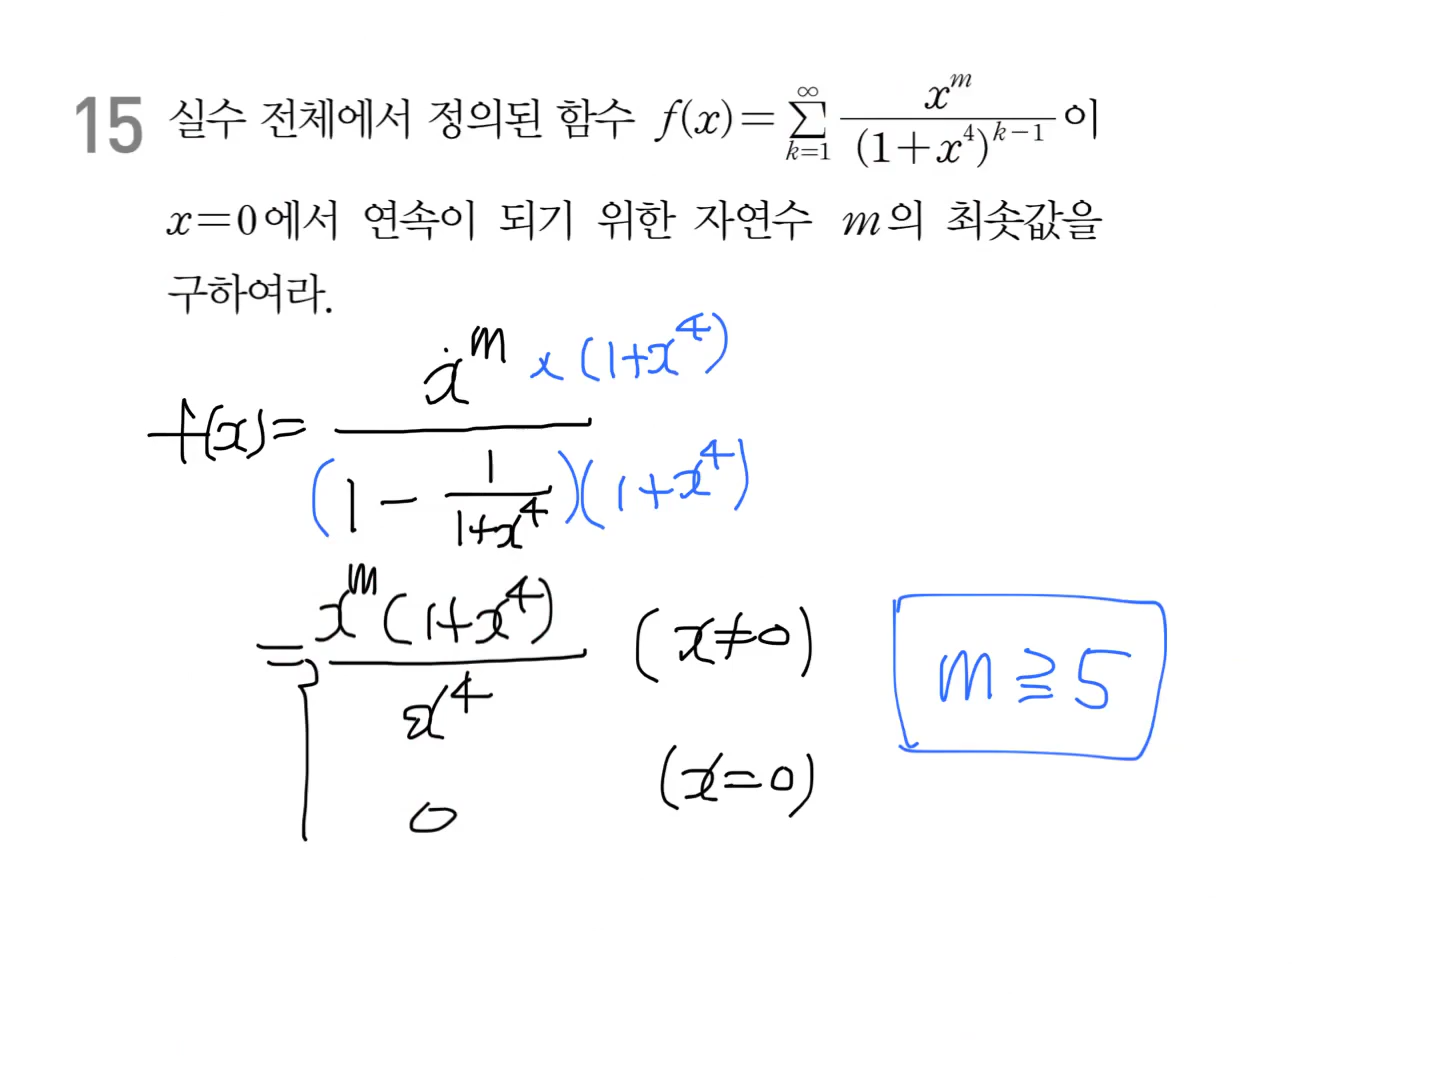 15 실수 전체에서 정의된 함수 f(x)=∑_{k=1}^{∞} x^m/(1+x^4)^{k-1} 이
x=0에서 연속이 되기 위한 자연수 m의 최솟값을
구하여라.
f(x)= x^m × (1+x^4) / (1 - 1/(1+x^4))(1+x^4)
= { x^m(1+x^4) / x^4 (x≠0)
0 (x=0)
m≧5